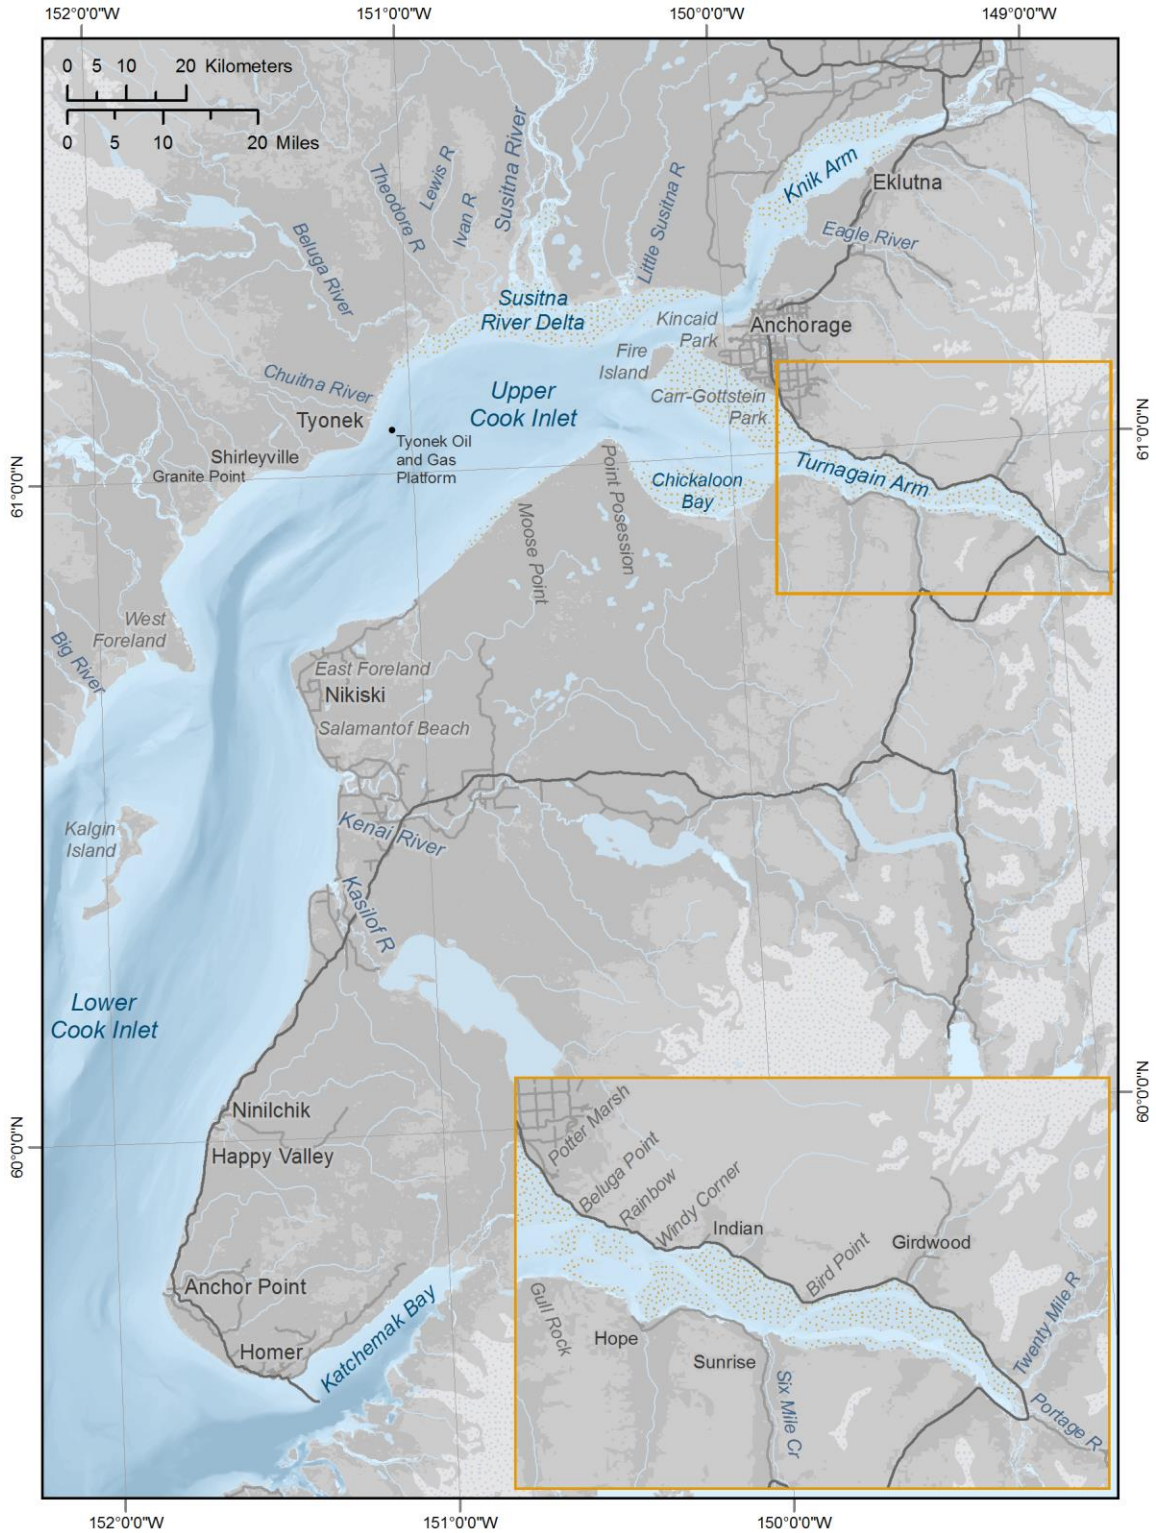 152°0'0"W
151°0'0"W
150°0'0"W
149°0'0"W
0 5 10 20 Kilometers
0 5 10 20 Miles
Susitna River
Lewis R
Theodore R
Ivan R
Little Susitna R
Knik Arm
Eklutna
Eagle River
Beluga River
Susitna
River Delta
Kincaid
Park
Anchorage
Fire
Island
Chuitna River
Upper
Cook Inlet
Carr-Gottstein
Park
Tyonek
Tyonek Oil
and Gas
Platform
Shirleyville
Granite Point
61°0'0"N
61°0'0"N
Turnagain Arm
Chickaloon
Bay
Point Posession
Moose Point
West
Foreland
Big River
East Foreland
Nikiski
Salamantof Beach
Kalgin
Island
Kenai River
Kasilof R
Lower
Cook Inlet
60°0'0"N
60°0'0"N
Ninilchik
Happy Valley
Anchor Point
Homer
Katchemak Bay
Potter Marsh
Beluga Point
Rainbow
Windy Corner
Indian
Bird Point
Girdwood
Gull Rock
Hope
Sunrise
Six Mile Cr
Twenty Mile R
Portage R
152°0'0"W
151°0'0"W
150°0'0"W